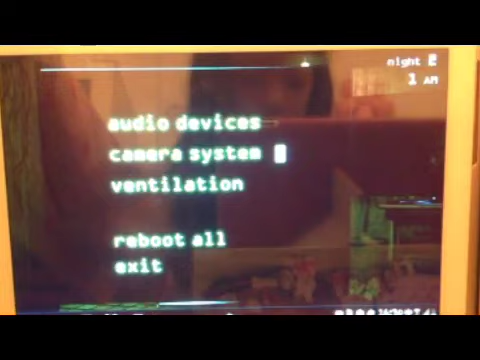 night 2
1 AM
audio devices
camera system
ventilation
reboot all
exit